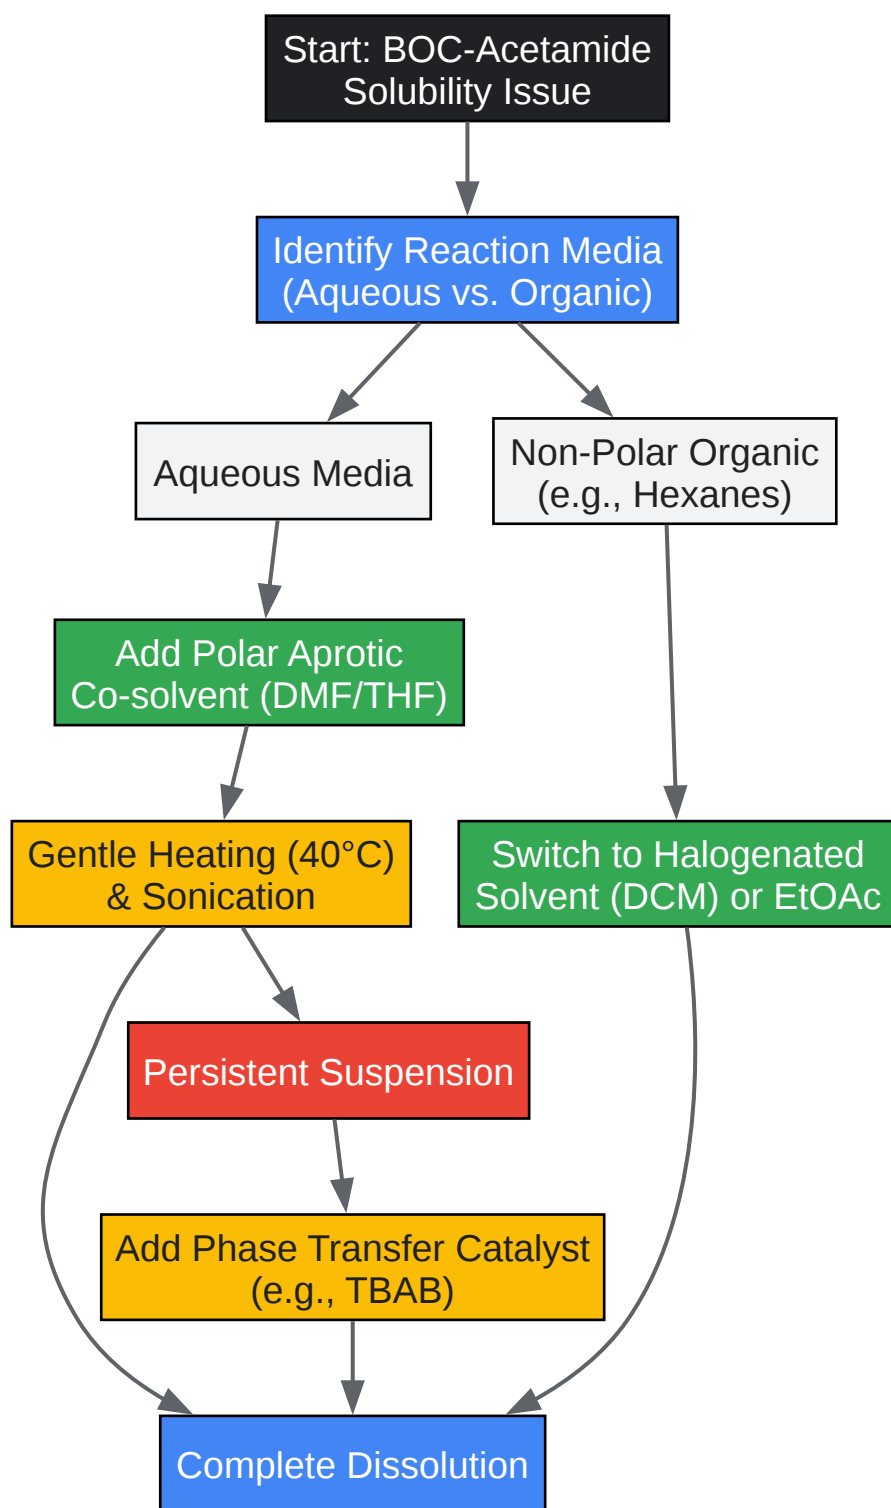 Start: BOC-Acetamide
Solubility Issue
Identify Reaction Media
(Aqueous vs. Organic)
Aqueous Media
Non-Polar Organic
(e.g., Hexanes)
Add Polar Aprotic
Co-solvent (DMF/THF)
Gentle Heating (40°C)
& Sonication
Switch to Halogenated
Solvent (DCM) or EtOAc
Persistent Suspension
Add Phase Transfer Catalyst
(e.g., TBAB)
Complete Dissolution